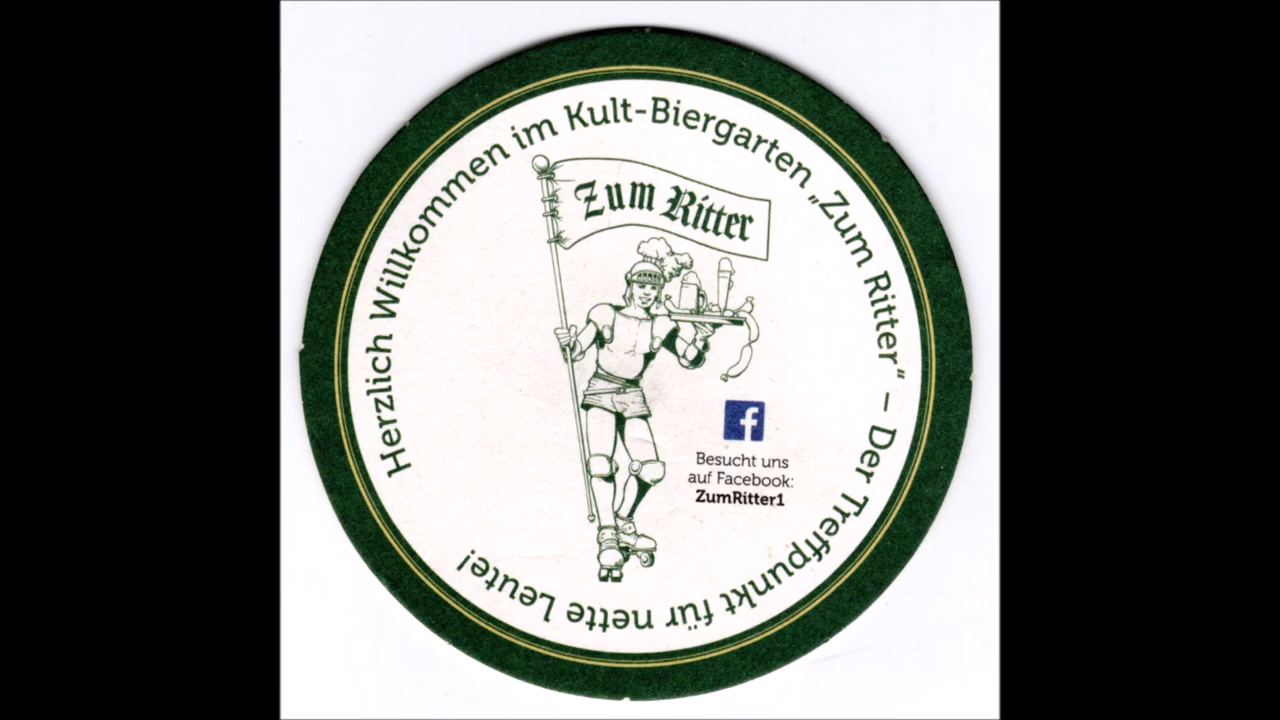 Herzlich Willkommen im Kult-Biergarten „Zum Ritter“ – Der Treffpunkt für nette Leute!
Zum Ritter
f
Besucht uns
auf Facebook:
ZumRitter1